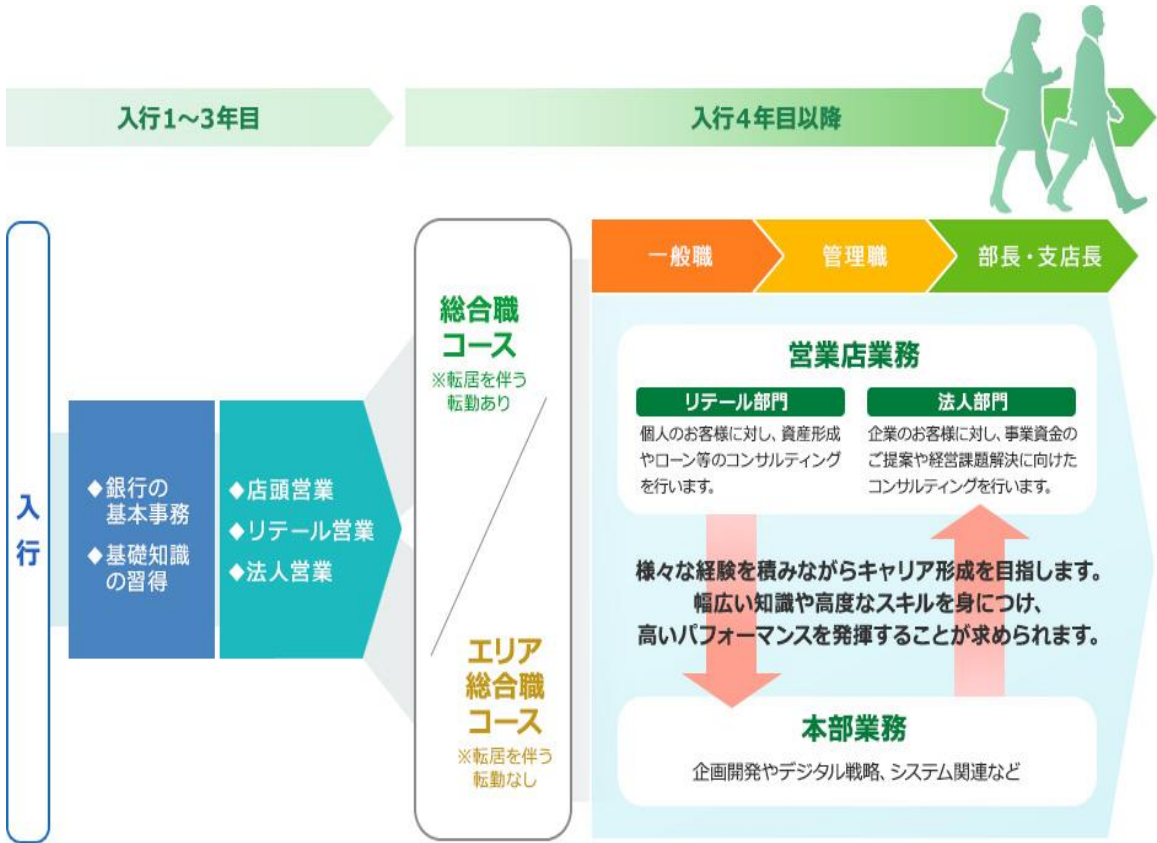 入行1～3年目
入行4年目以降
入行
◆銀行の
基本事務
◆基礎知識
の習得
◆店頭営業
◆リテール営業
◆法人営業
総合職
コース
※転居を伴う
転勤あり
エリア
総合職
コース
※転居を伴う
転勤なし
一般職
管理職
部長・支店長
営業店業務
リテール部門
個人のお客様に対し、資産形成
やローン等のコンサルティング
を行います。
法人部門
企業のお客様に対し、事業資金の
ご提案や経営課題解決に向けた
コンサルティングを行います。
様々な経験を積みながらキャリア形成を目指します。
幅広い知識や高度なスキルを身につけ、
高いパフォーマンスを発揮することが求められます。
本部業務
企画開発やデジタル戦略、システム関連など